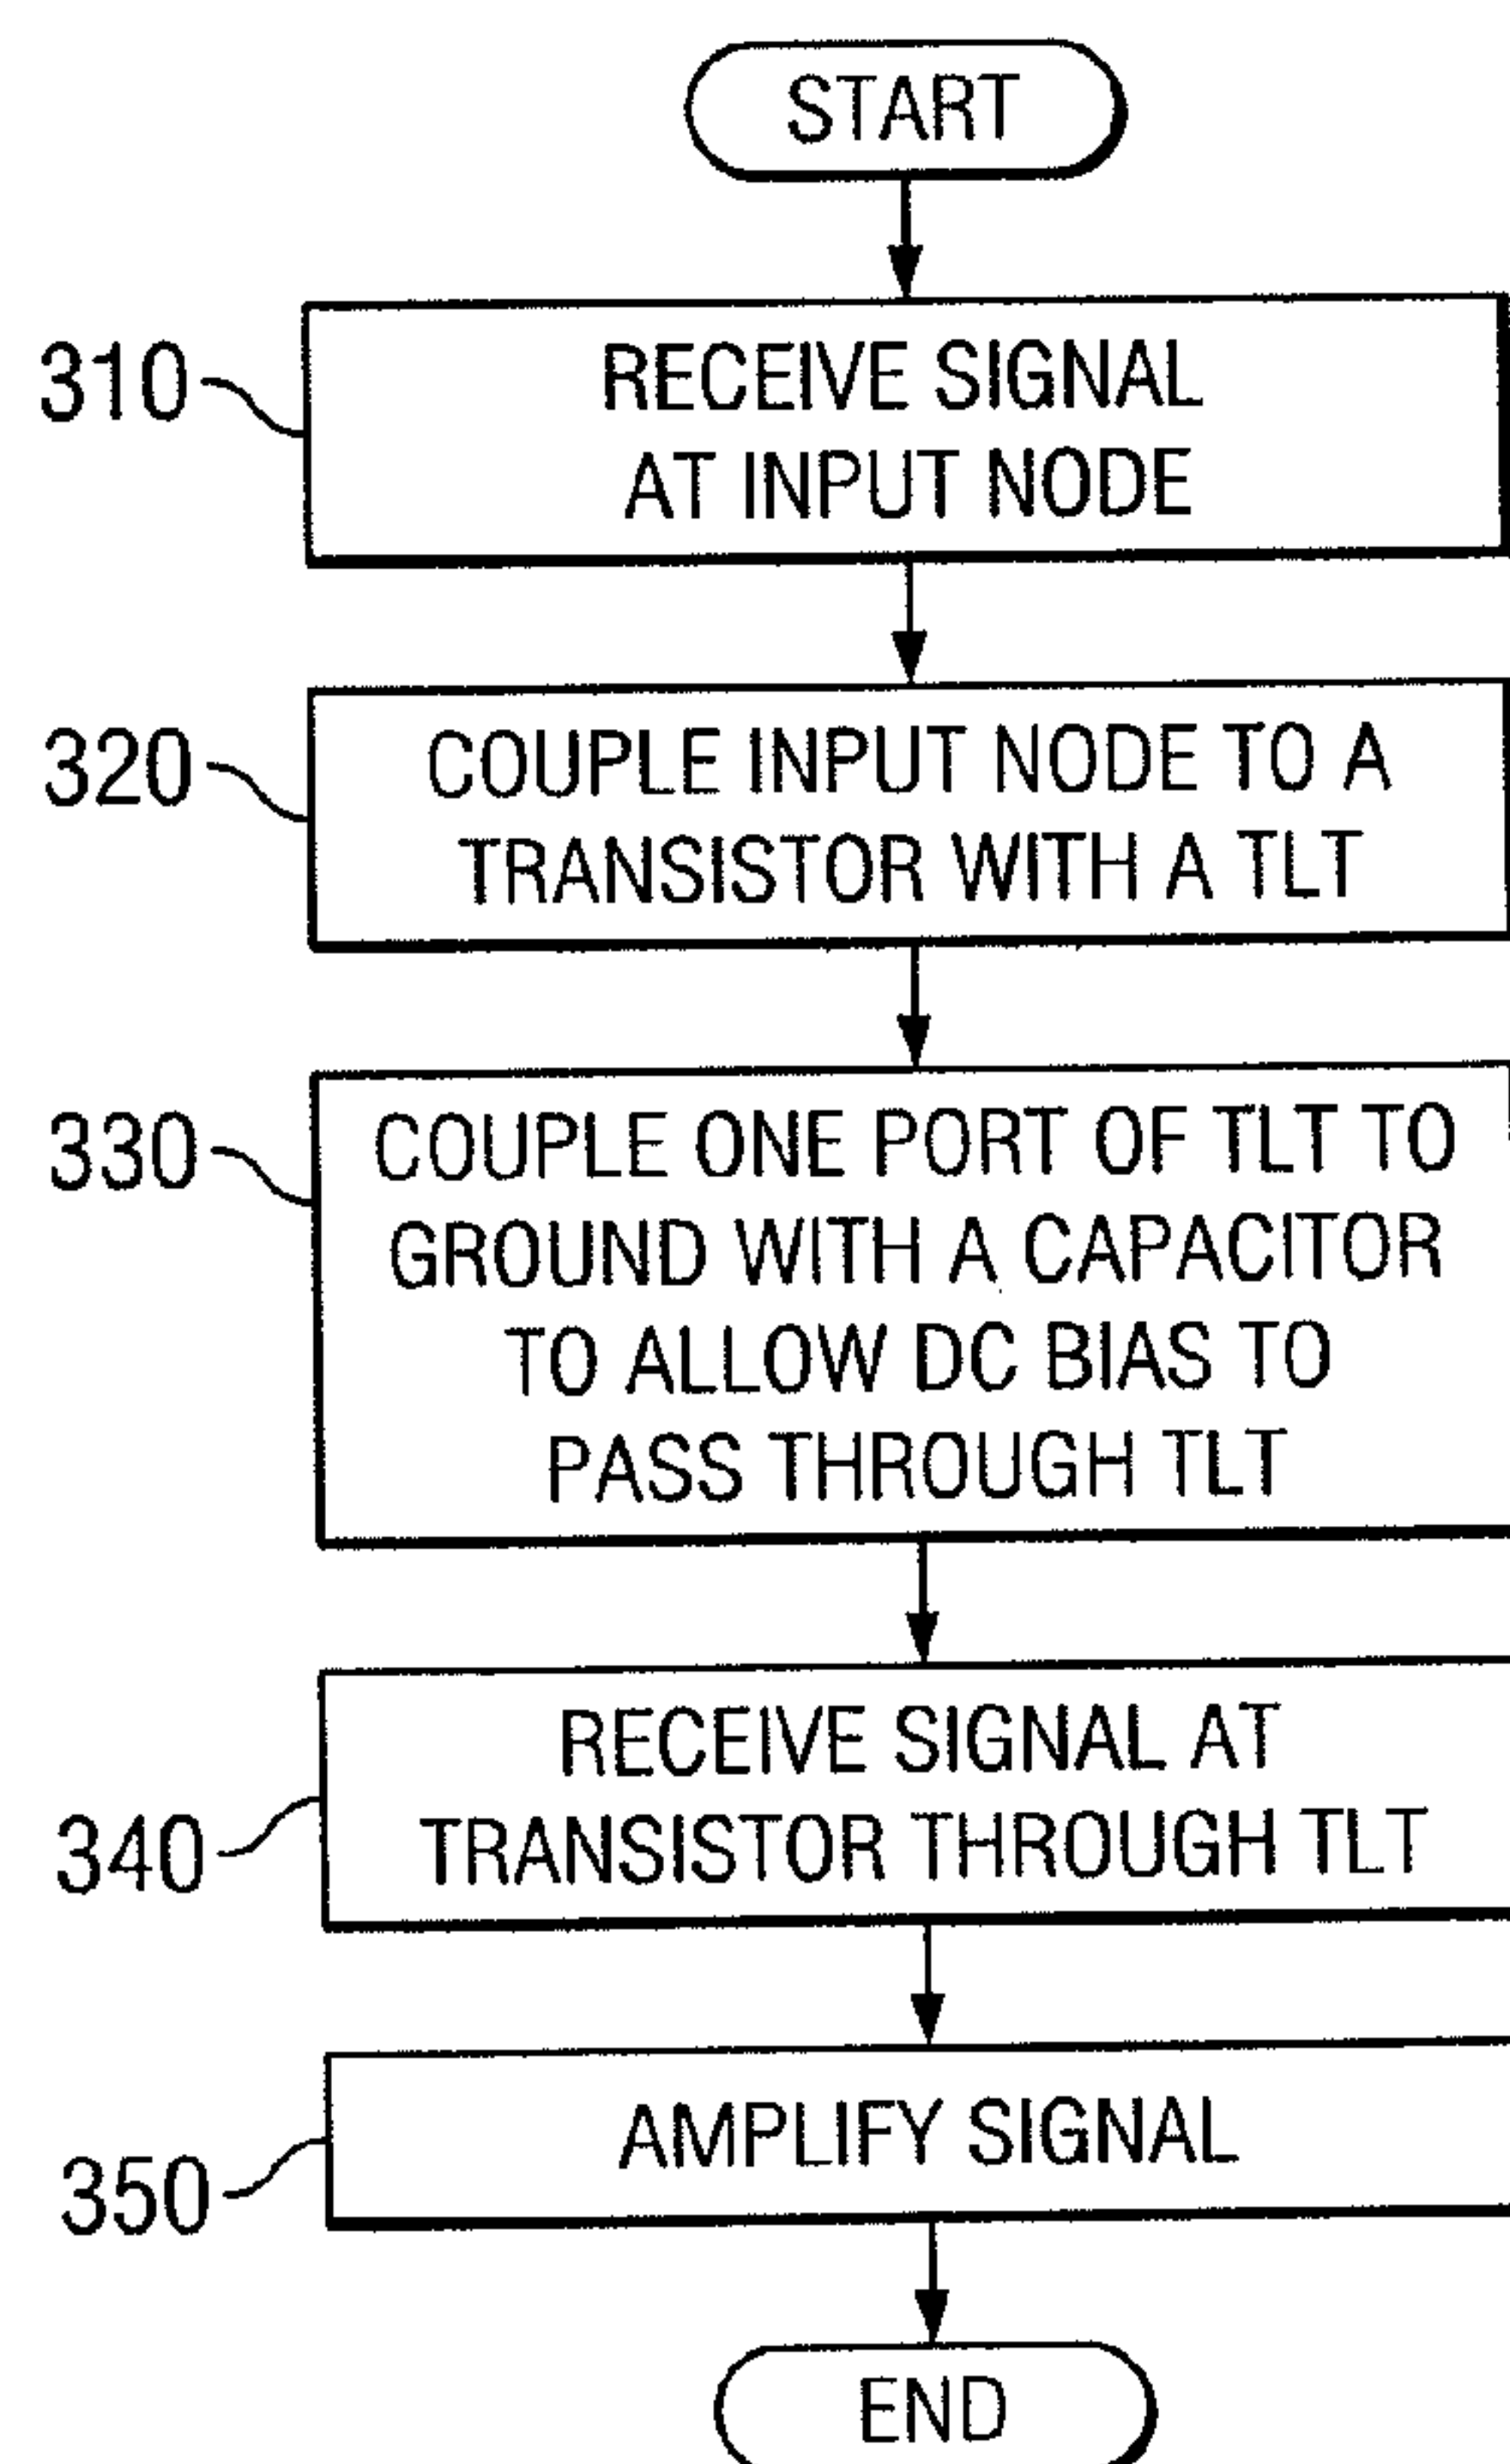 START
310
RECEIVE SIGNAL
AT INPUT NODE
320
COUPLE INPUT NODE TO A
TRANSISTOR WITH A TLT
330
COUPLE ONE PORT OF TLT TO
GROUND WITH A CAPACITOR
TO ALLOW DC BIAS TO
PASS THROUGH TLT
340
RECEIVE SIGNAL AT
TRANSISTOR THROUGH TLT
350
AMPLIFY SIGNAL
END